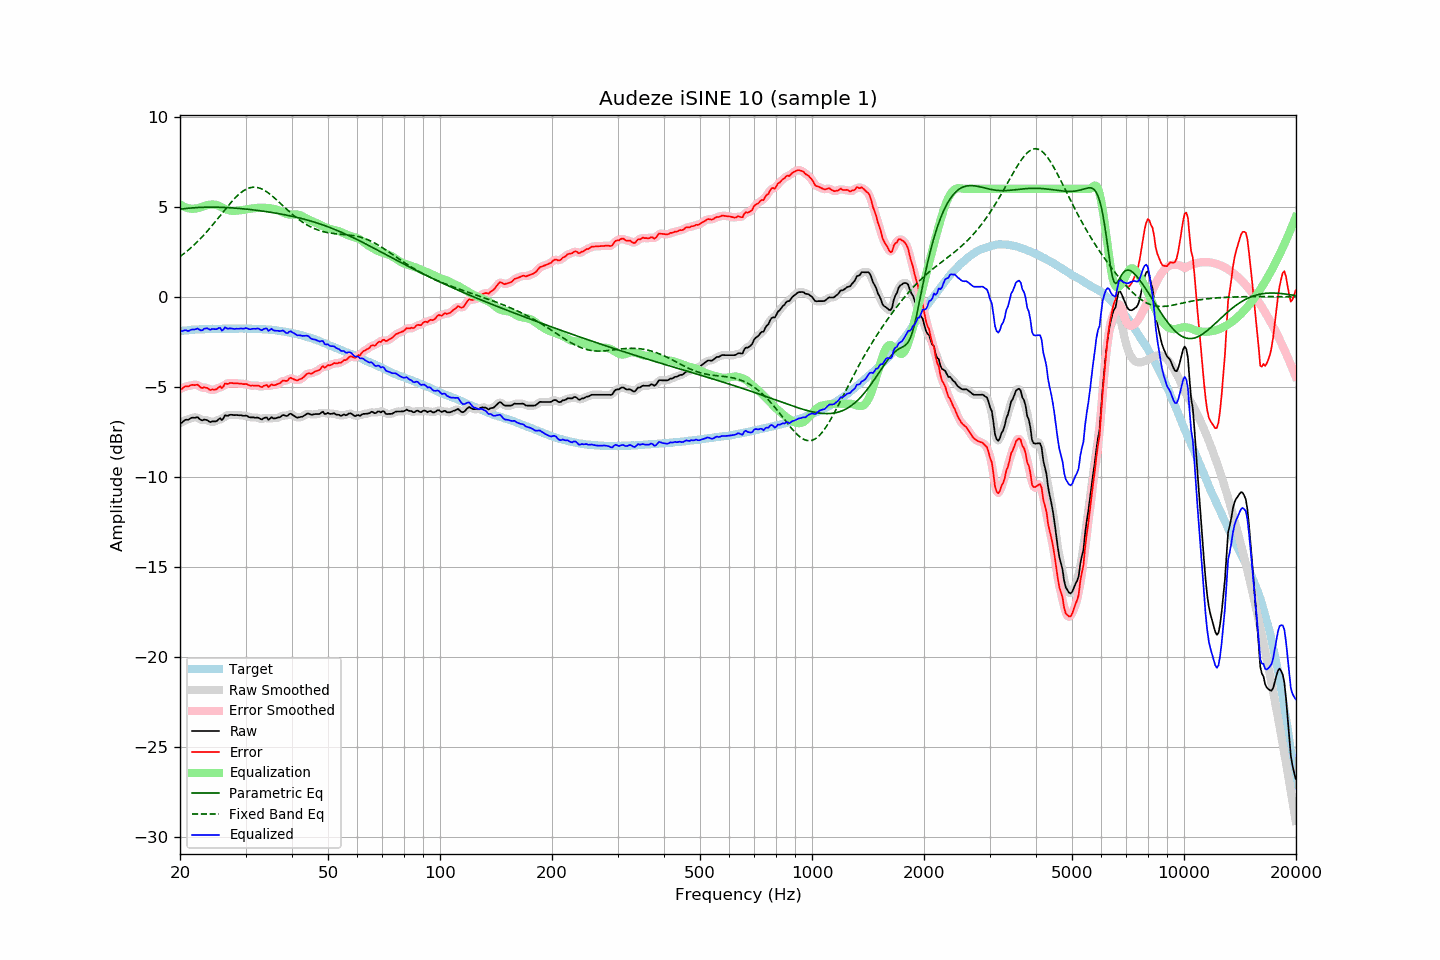 Audeze iSINE 10 (sample 1)
10
5
0
−5
−10
−15
−20
−25
−30
Amplitude (dBr)
Target
Raw Smoothed
Error Smoothed
Raw
Error
Equalization
Parametric Eq
Fixed Band Eq
Equalized
20 50 100 200 500 1000 2000 5000 10000 20000
Frequency (Hz)